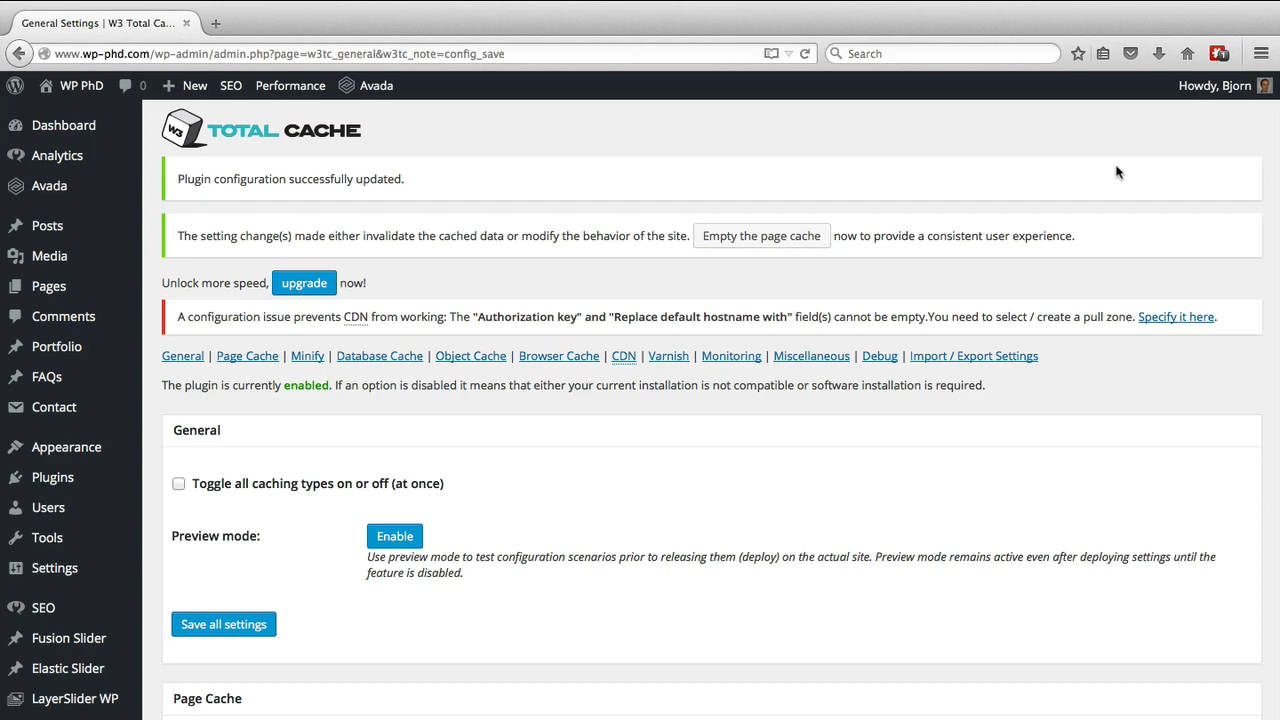 General Settings | W3 Total Ca...
www.wp-phd.com/wp-admin/admin.php?page=w3tc_general&w3tc_note=config_save
Search
1
WP PhD
0
New
SEO
Performance
Avada
Howdy, Bjorn
Dashboard
Analytics
Avada
Posts
Media
Pages
Comments
Portfolio
FAQs
Contact
Appearance
Plugins
Users
Tools
Settings
SEO
Fusion Slider
Elastic Slider
LayerSlider WP
W3 TOTAL CACHE
Plugin configuration successfully updated.
The setting change(s) made either invalidate the cached data or modify the behavior of the site. Empty the page cache now to provide a consistent user experience.
Unlock more speed, upgrade now!
A configuration issue prevents CDN from working: The "Authorization key" and "Replace default hostname with" field(s) cannot be empty.You need to select / create a pull zone. Specify it here.
General | Page Cache | Minify | Database Cache | Object Cache | Browser Cache | CDN | Varnish | Monitoring | Miscellaneous | Debug | Import / Export Settings
The plugin is currently enabled. If an option is disabled it means that either your current installation is not compatible or software installation is required.
General
Toggle all caching types on or off (at once)
Preview mode:
Enable
Use preview mode to test configuration scenarios prior to releasing them (deploy) on the actual site. Preview mode remains active even after deploying settings until the
feature is disabled.
Save all settings
Page Cache